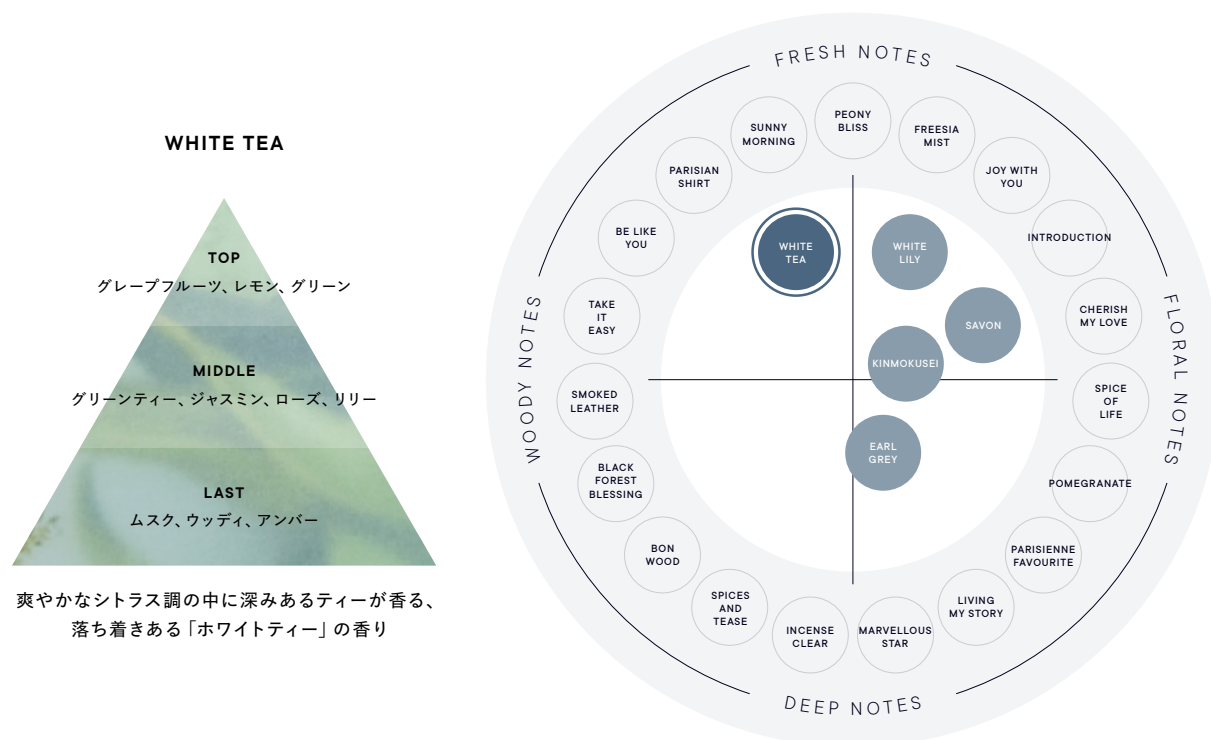 WHITE TEA
TOP
グレープフルーツ、レモン、グリーン
MIDDLE
グリーンティー、ジャスミン、ローズ、リリー
LAST
ムスク、ウッディ、アンバー
爽やかなシトラス調の中に深みあるティーが香る、
落ち着きある「ホワイトティー」の香り
FRESH NOTES
PEONY
BLISS
FREESIA
MIST
JOY WITH
YOU
INTRODUCTION
CHERISH
MY LOVE
FLORAL NOTES
SPICE
OF
LIFE
POMEGRANATE
PARISIENNE
FAVOURITE
LIVING
MY STORY
MARVELLOUS
STAR
DEEP NOTES
INCENSE
CLEAR
SPICES
AND
TEASE
BON
WOOD
BLACK
FOREST
BLESSING
SMOKED
LEATHER
WOODY NOTES
TAKE
IT
EASY
BE LIKE
YOU
PARISIAN
SHIRT
SUNNY
MORNING
WHITE
TEA
WHITE
LILY
SAVON
KINMOKUSEI
EARL
GREY